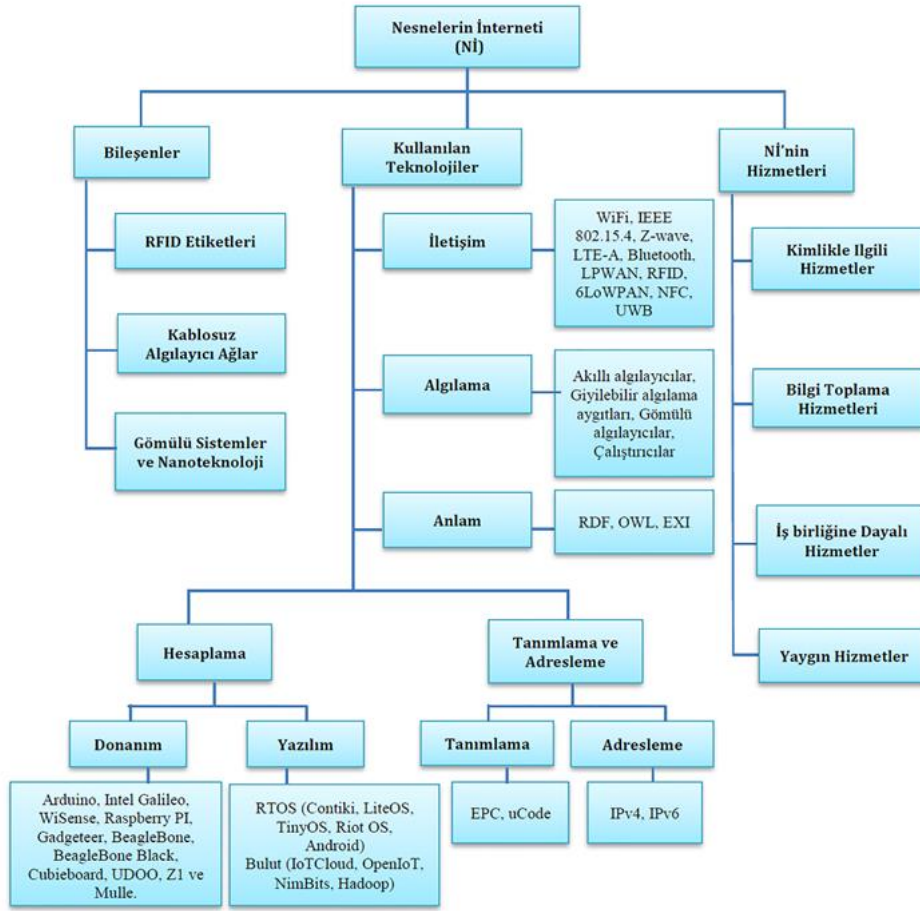 Nesnelerin İnterneti
(Nİ)
Bileşenler
RFID Etiketleri
Kablosuz
Algılayıcı Ağlar
Gömülü Sistemler
ve Nanoteknoloji
Kullanılan
Teknolojiler
İletişim
WiFi, IEEE
802.15.4, Z-wave,
LTE-A, Bluetooth,
LPWAN, RFID,
6LoWPAN, NFC,
UWB
Algılama
Akıllı algılayıcılar,
Giyilebilir algılama
aygıtları, Gömülü
algılayıcılar,
Çalıştırıcılar
Anlam
RDF, OWL, EXI
Hesaplama
Donanım
Arduino, Intel Galileo,
WiSense, Raspberry PI,
Gadgeteer, BeagleBone,
BeagleBone Black,
Cubieboard, UDOO, Z1 ve
Mulle.
Yazılım
RTOS (Contiki, LiteOS,
TinyOS, Riot OS,
Android)
Bulut (IoTCloud, OpenIoT,
NimBits, Hadoop)
Tanımlama ve
Adresleme
Tanımlama
EPC, uCode
Adresleme
IPv4, IPv6
Nİ’nin
Hizmetleri
Kimlikle Ilgili
Hizmetler
Bilgi Toplama
Hizmetleri
İş birliğine Dayalı
Hizmetler
Yaygın Hizmetler